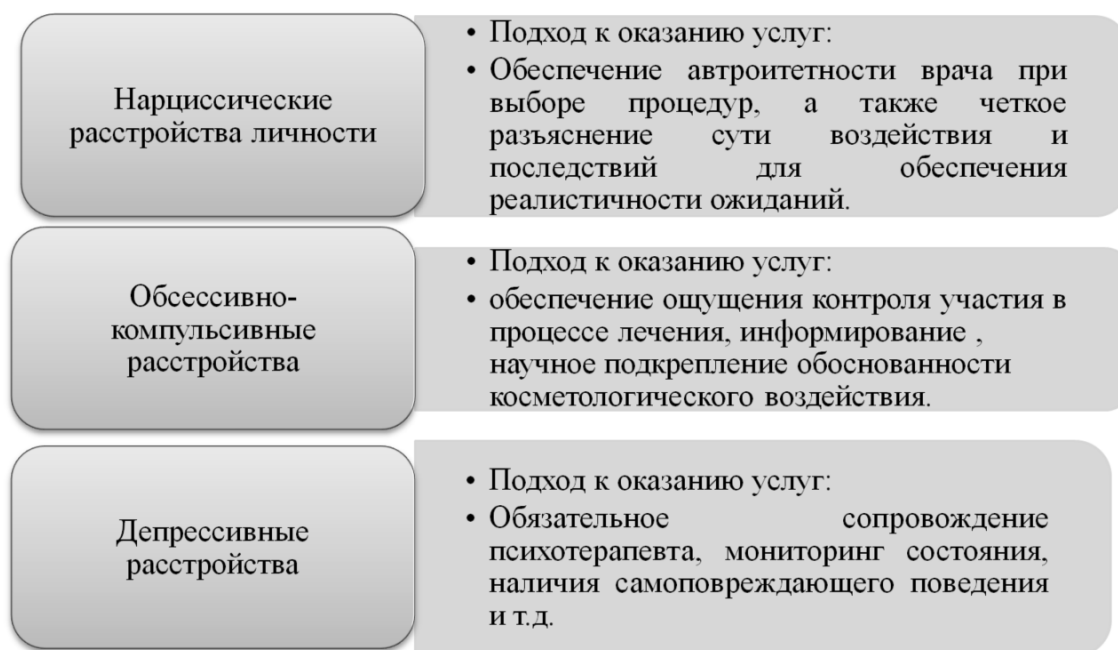 Нарциссические
расстройства личности
• Подход к оказанию услуг:
• Обеспечение автроитетности врача при
выборе процедур, а также четкое
разъяснение сути воздействия и
последствий для обеспечения
реалистичности ожиданий.
Обсессивно-
компульсивные
расстройства
• Подход к оказанию услуг:
• обеспечение ощущения контроля участия в
процессе лечения, информирование ,
научное подкрепление обоснованности
косметологического воздействия.
Депрессивные
расстройства
• Подход к оказанию услуг:
• Обязательное сопровождение
психотерапевта, мониторинг состояния,
наличия самоповреждающего поведения
и т.д.